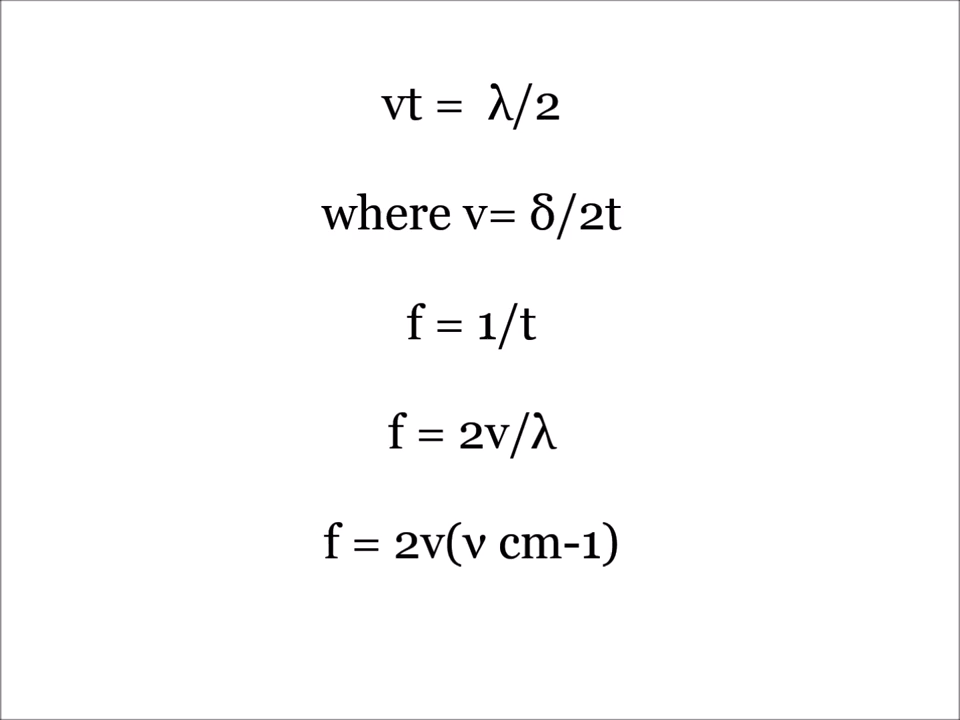 vt = λ/2
where v= δ/2t
f = 1/t
f = 2v/λ
f = 2v(ν cm-1)